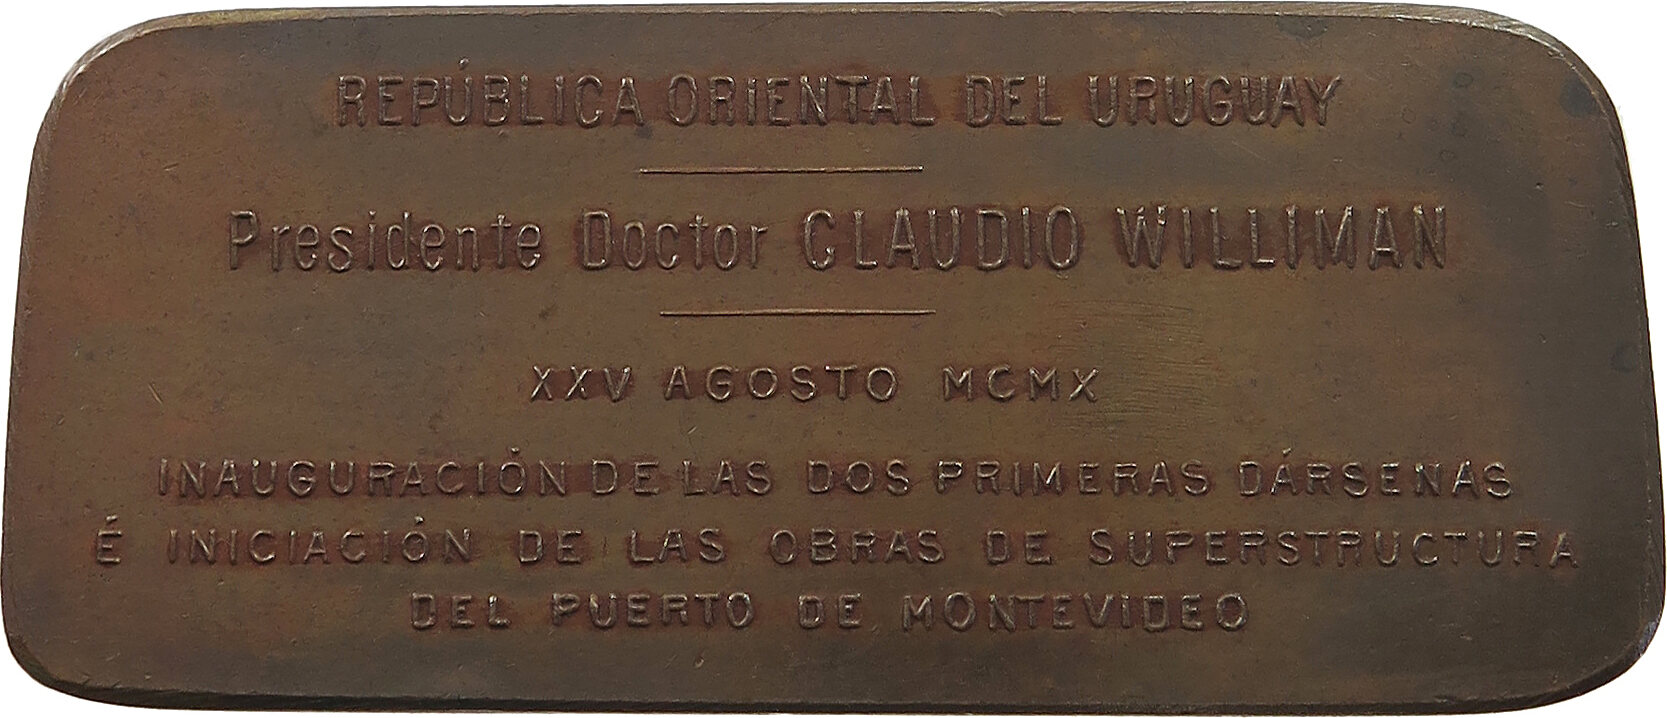 REPÚBLICA ORIENTAL DEL URUGUAY
Presidente Doctor CLAUDIO WILLIMAN
XXV AGOSTO MCMX
INAUGURACIÓN DE LAS DOS PRIMERAS DÁRSENAS
É INICIACIÓN DE LAS OBRAS DE SUPERSTRUCTURA
DEL PUERTO DE MONTEVIDEO